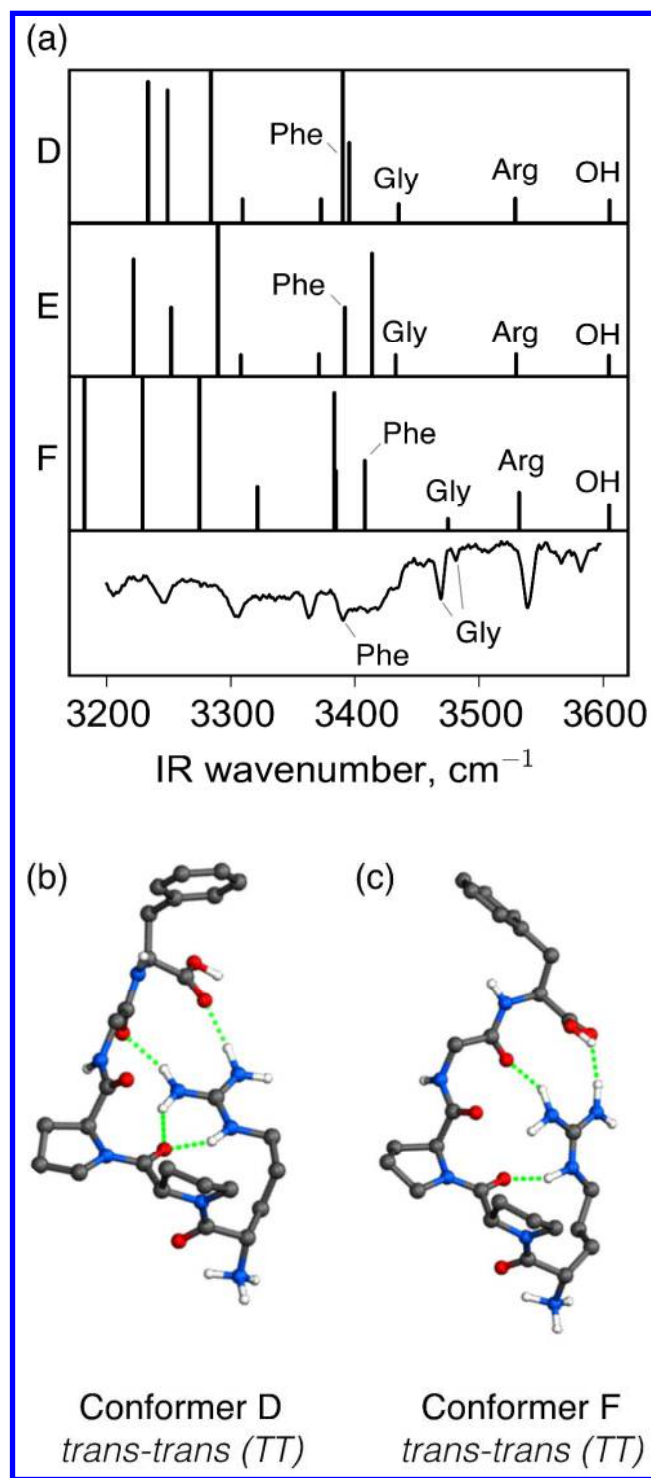 (a)
D
Phe
Gly
Arg
OH
E
Phe
Gly
Arg
OH
F
Phe
Gly
Arg
OH
Phe
Gly
3200 3300 3400 3500 3600
IR wavenumber, cm⁻¹
(b)
(c)
Conformer D
trans-trans (TT)
Conformer F
trans-trans (TT)